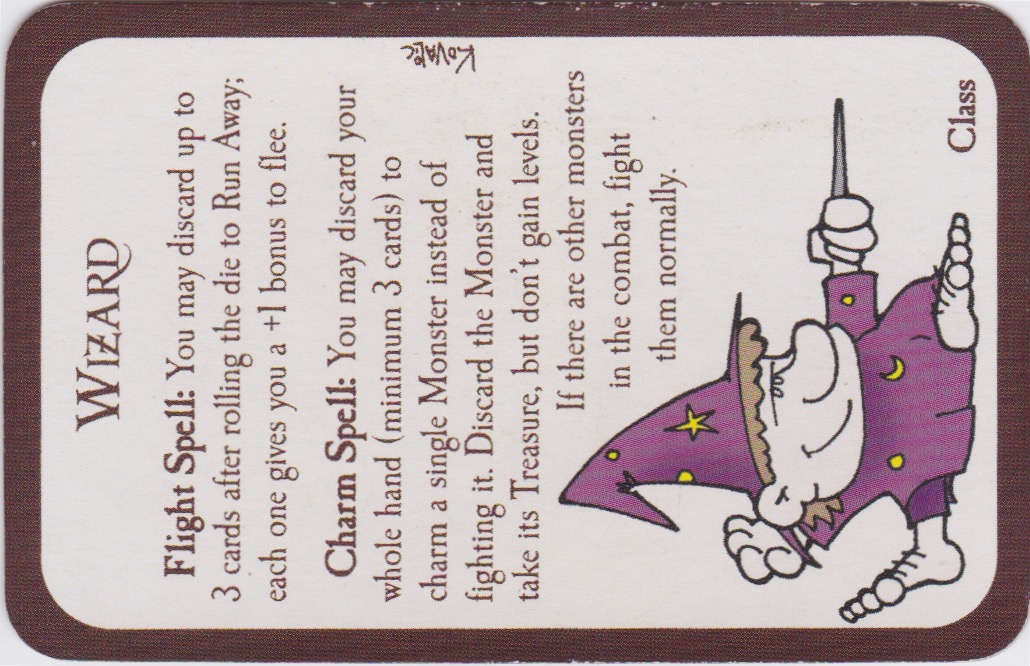 WIZARD
Flight Spell: You may discard up to
3 cards after rolling the die to Run Away;
each one gives you a +1 bonus to flee.
Charm Spell: You may discard your
whole hand (minimum 3 cards) to
charm a single Monster instead of
fighting it. Discard the Monster and
take its Treasure, but don't gain levels.
If there are other monsters
in the combat, fight
them normally.
KOVALIC
Class